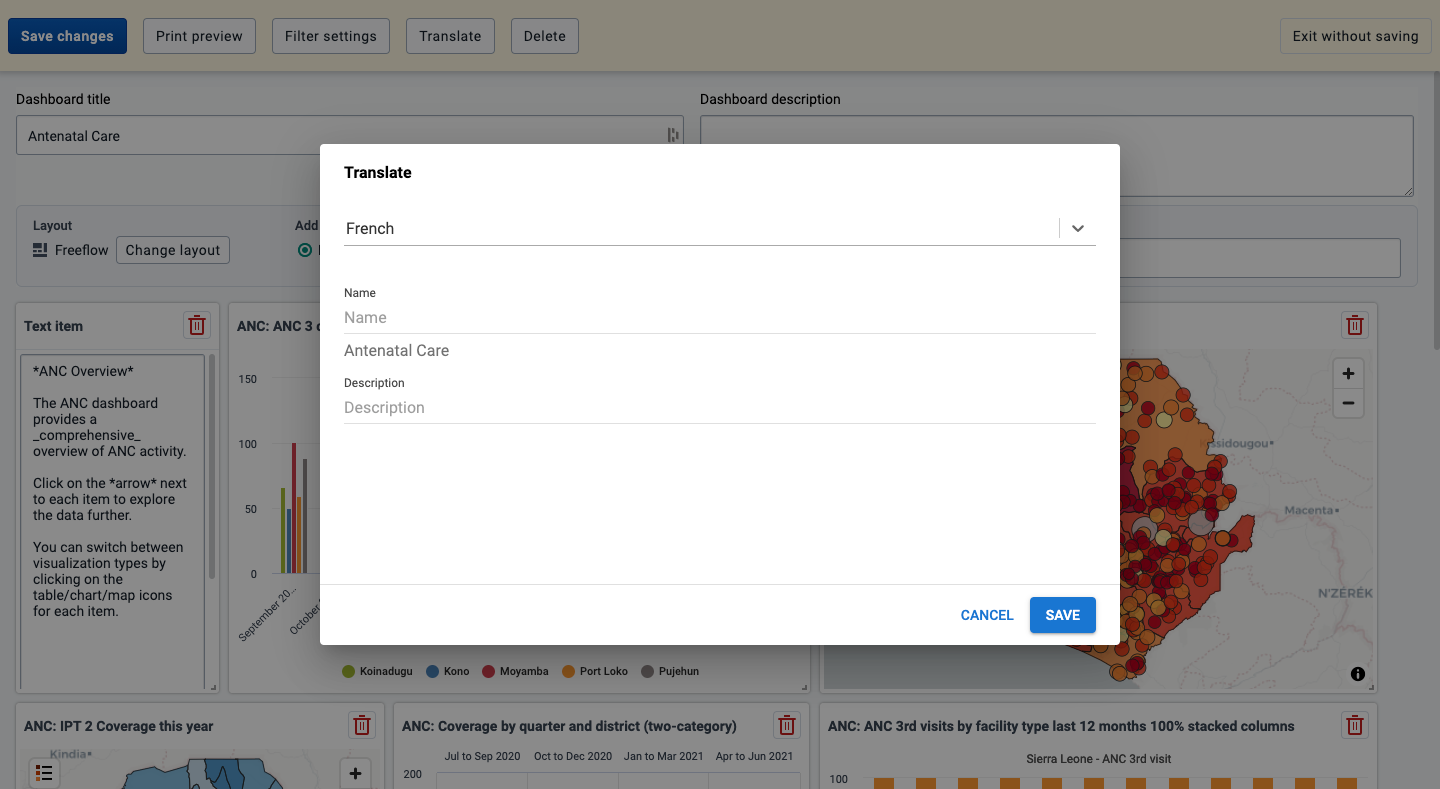 Save changes
Print preview
Filter settings
Translate
Delete
Exit without saving
Dashboard title
Dashboard description
Antenatal Care
Translate
French
Name
Name
Antenatal Care
Description
Description
CANCEL
SAVE
Layout
Freeflow
Change layout
Add
Text item
*ANC Overview*
The ANC dashboard
provides a
_comprehensive_
overview of ANC activity.
Click on the *arrow* next
to each item to explore
the data further.
You can switch between
visualization types by
clicking on the
table/chart/map icons
for each item.
ANC: ANC 3
150
100
50
0
September 20...
October
Koinadugu
Kono
Moyamba
Port Loko
Pujehun
+
−
Macenta
N'ZÉRÉK
ANC: IPT 2 Coverage this year
Kindia
+
ANC: Coverage by quarter and district (two-category)
Jul to Sep 2020
Oct to Dec 2020
Jan to Mar 2021
Apr to Jun 2021
200
ANC: ANC 3rd visits by facility type last 12 months 100% stacked columns
Sierra Leone - ANC 3rd visit
100